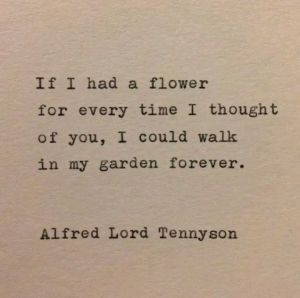 If I had a flower
for every time I thought
of you, I could walk
in my garden forever.
Alfred Lord Tennyson